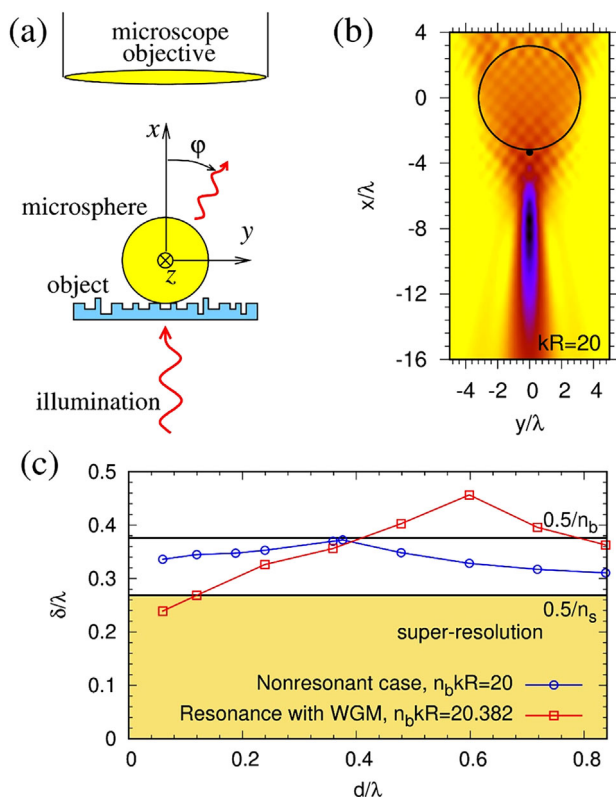 (a)
microscope
objective
x
φ
microsphere
y
z
object
illumination
(b)
4
0
-4
-8
-12
-16
x/λ
kR=20
-4 -2 0 2 4
y/λ
(c)
0.5
0.4
0.3
0.2
0.1
0
δ/λ
0.5/n_b
0.5/n_s
super-resolution
Nonresonant case, n_bkR=20
Resonance with WGM, n_bkR=20.382
0 0.2 0.4 0.6 0.8
d/λ